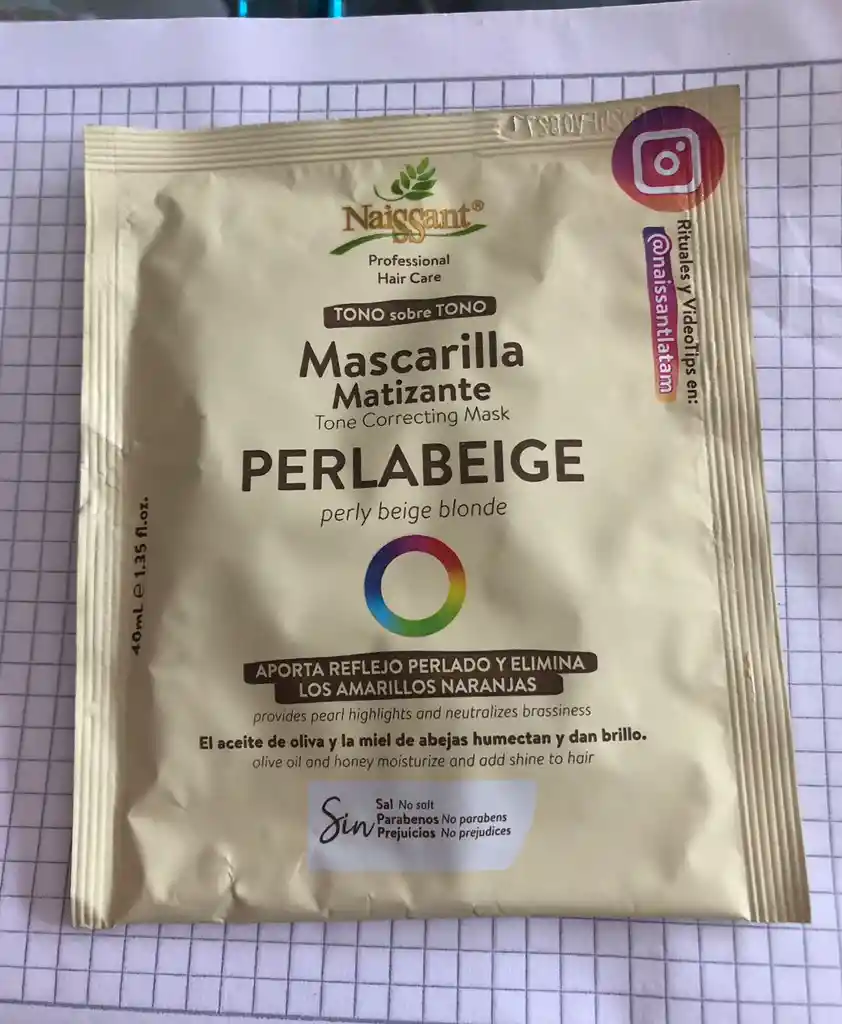 Naissant®
Professional
Hair Care
TONO sobre TONO
Mascarilla
Matizante
Tone Correcting Mask
PERLABEIGE
perly beige blonde
APORTA REFLEJO PERLADO Y ELIMINA
LOS AMARILLOS NARANJAS
provides pearl highlights and neutralizes brassiness
El aceite de oliva y la miel de abejas humectan y dan brillo.
olive oil and honey moisturize and add shine to hair
Sin
Sal No salt
Parabenos No parabens
Prejuicios No prejudices
40mL e 1.35 fl.oz.
Rituales y VideoTips en:
@naissantlatam